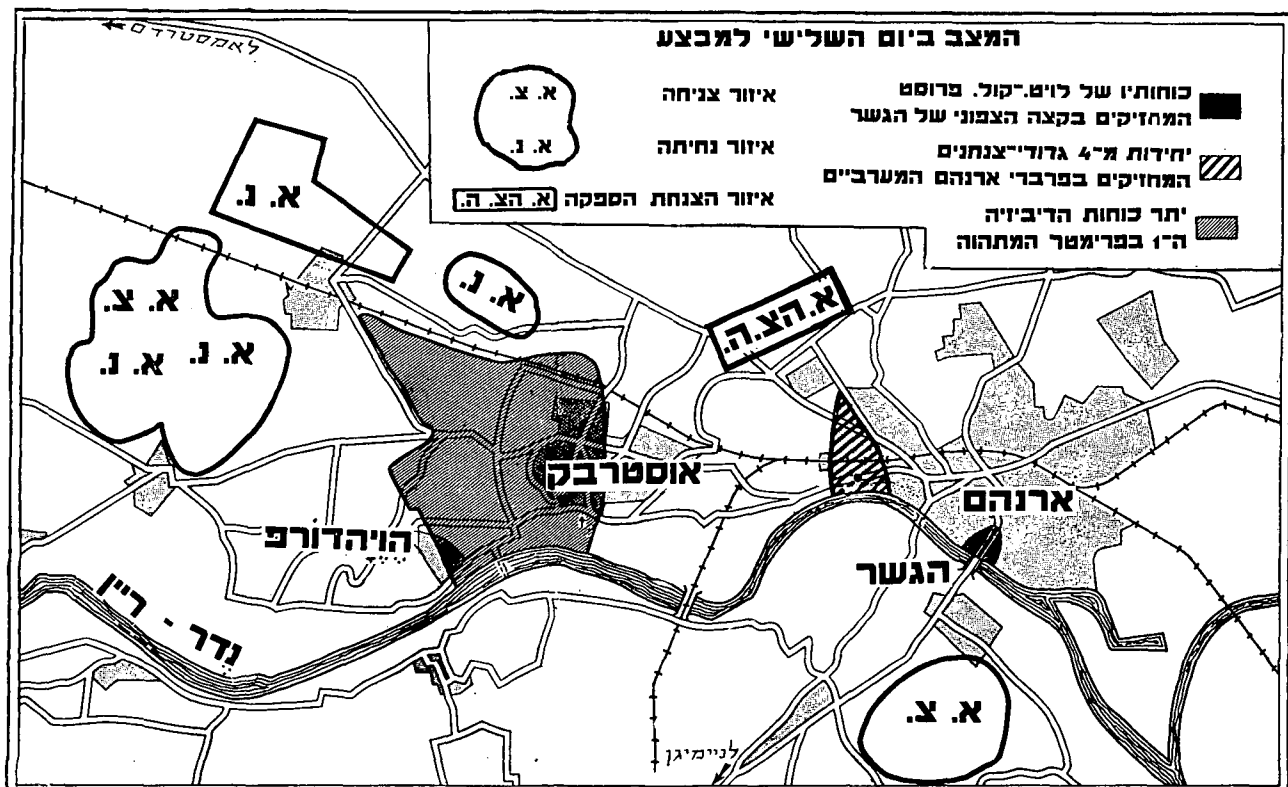 המצב ביום השלישי למבצע
כוחותיו של לויט.-קול. פרוסט
המחזיקים בקצה הצפוני של הגשר
יחידות מ-4 גדודי-צנחנים
המחזיקים בפרברי ארנהם המערביים
יתר כוחות הדיביזיה
ה-1 בפרימטר המתהוה
איזור צניחה
א. צ.
איזור נחיתה
א. נ.
איזור הצנחת הספקה
א. הצ. ה.
לאמסטרדם
א. נ.
א. צ.
א. נ.
א. נ.
א. נ.
א. הצ. ה.
אוסטרבק
ארנהם
הויהדורפ
הגשר
נדר - ריין
א. צ.
לניימיגן